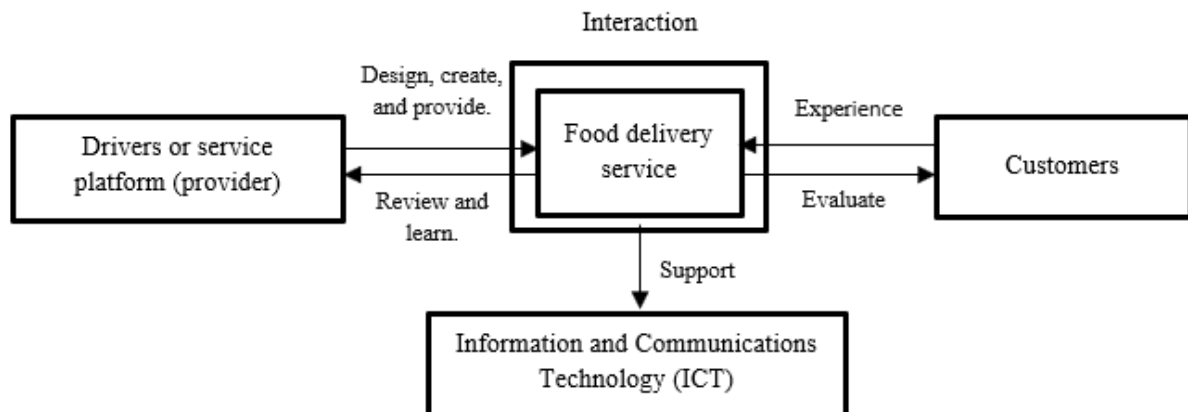 Interaction
Design, create,
and provide.
Experience
Drivers or service
platform (provider)
Food delivery
service
Customers
Review and
learn.
Evaluate
Support
Information and Communications
Technology (ICT)